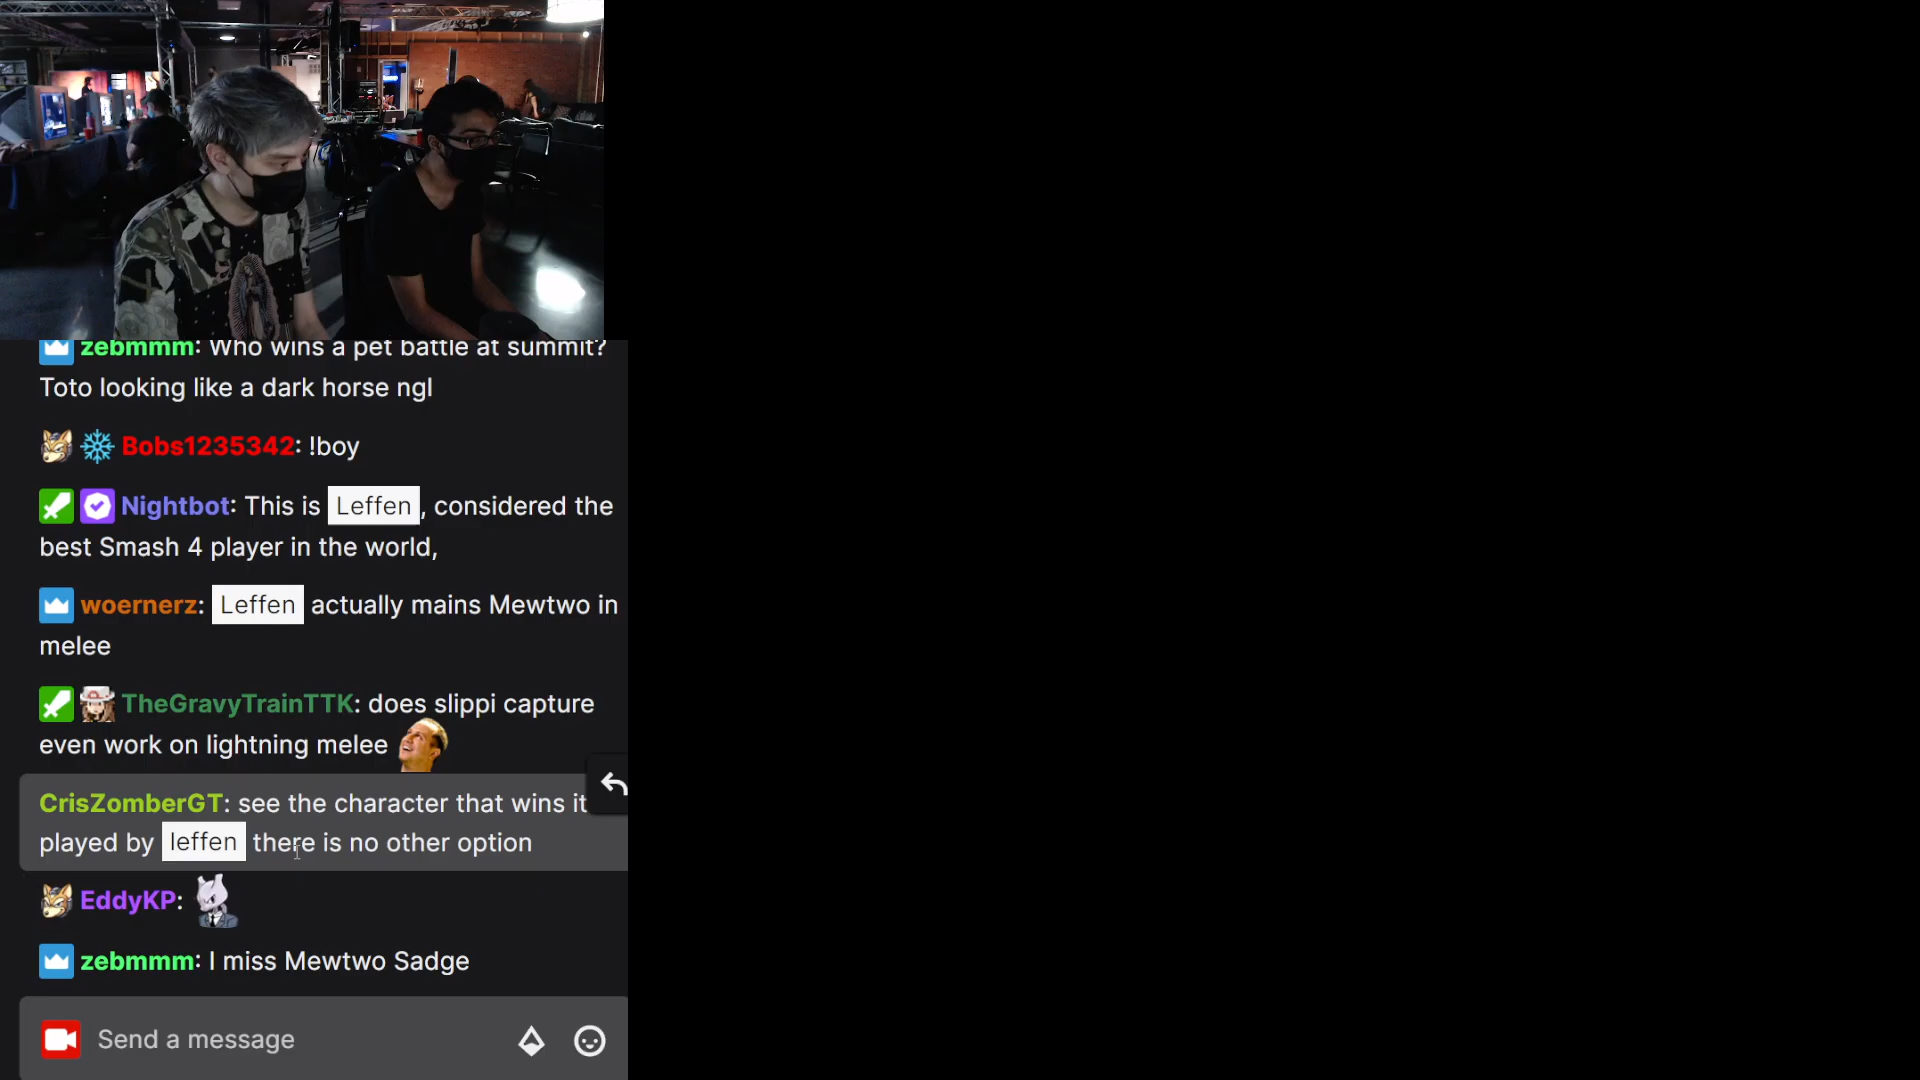 zebmmm: Who wins a pet battle at summit?
Toto looking like a dark horse ngl
Bobs1235342: !boy
Nightbot: This is Leffen, considered the
best Smash 4 player in the world,
woernerz: Leffen actually mains Mewtwo in
melee
TheGravyTrainTTK: does slippi capture
even work on lightning melee
CrisZomberGT: see the character that wins it
played by leffen there is no other option
EddyKP:
zebmmm: I miss Mewtwo Sadge
Send a message